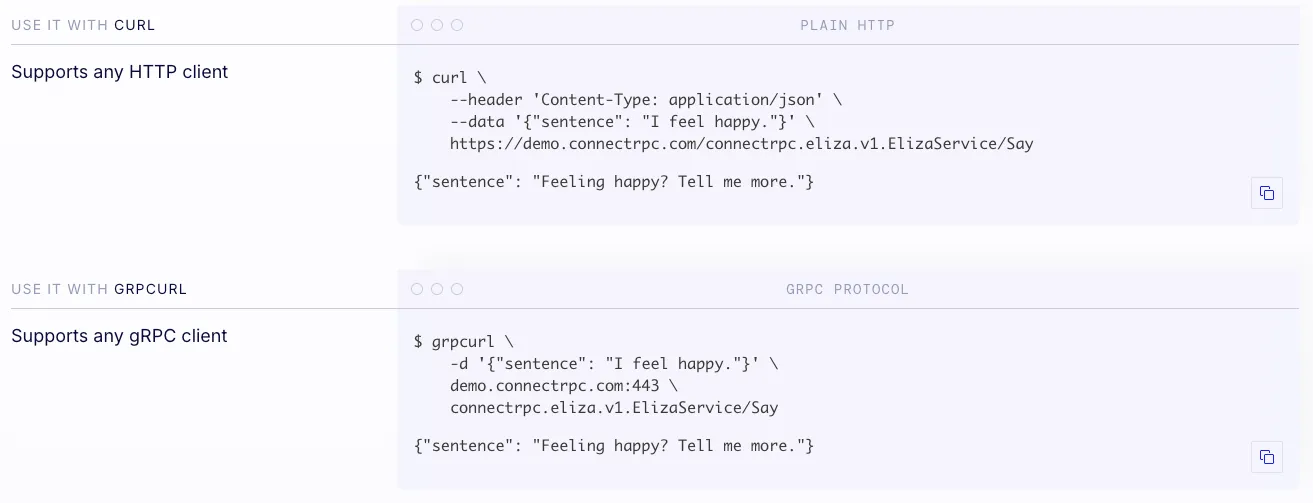 USE IT WITH CURL
PLAIN HTTP
Supports any HTTP client
$ curl \
--header 'Content-Type: application/json' \
--data '{"sentence": "I feel happy."}' \
https://demo.connectrpc.com/connectrpc.eliza.v1.ElizaService/Say
{"sentence": "Feeling happy? Tell me more."}
USE IT WITH GRPCURL
GRPC PROTOCOL
Supports any gRPC client
$ grpcurl \
-d '{"sentence": "I feel happy."}' \
demo.connectrpc.com:443 \
connectrpc.eliza.v1.ElizaService/Say
{"sentence": "Feeling happy? Tell me more."}